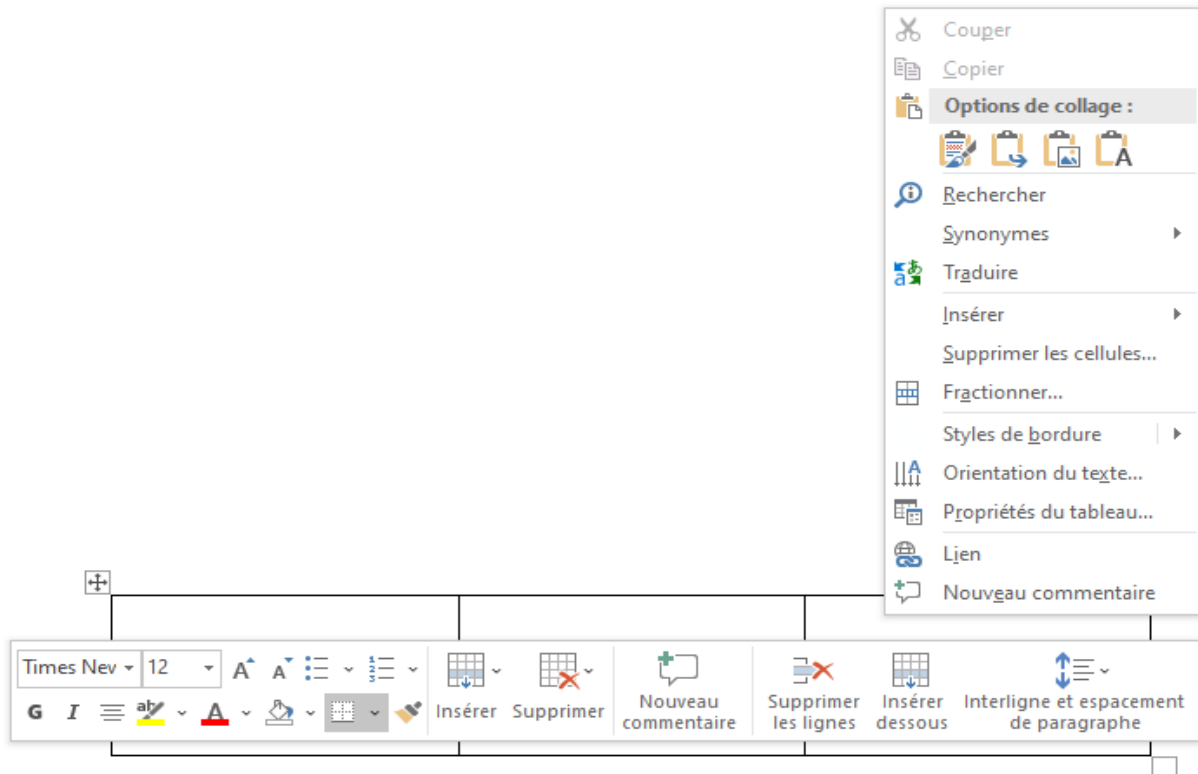 Couper
Copier
Options de collage :
Rechercher
Synonymes
Traduire
Insérer
Supprimer les cellules...
Fractionner...
Styles de bordure
Orientation du texte...
Propriétés du tableau...
Lien
Nouveau commentaire
Times Nev 12
G I
Insérer
Supprimer
Nouveau
commentaire
Supprimer
les lignes
Insérer
dessous
Interligne et espacement
de paragraphe